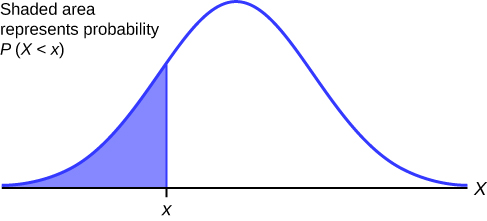 Shaded area
represents probability
P (X < x)
X
x